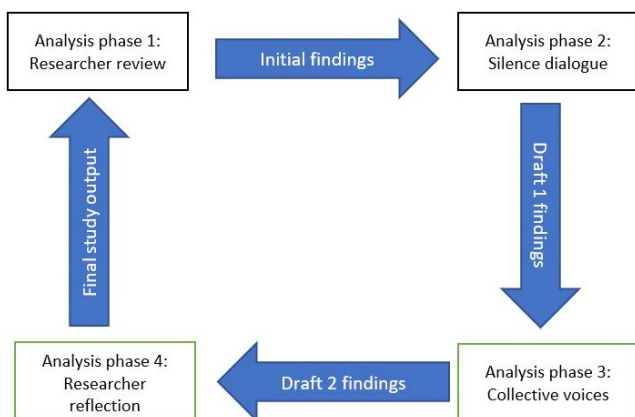 Analysis phase 1:
Researcher review
Initial findings
Analysis phase 2:
Silence dialogue
Draft 1 findings
Analysis phase 3:
Collective voices
Draft 2 findings
Analysis phase 4:
Researcher
reflection
Final study output